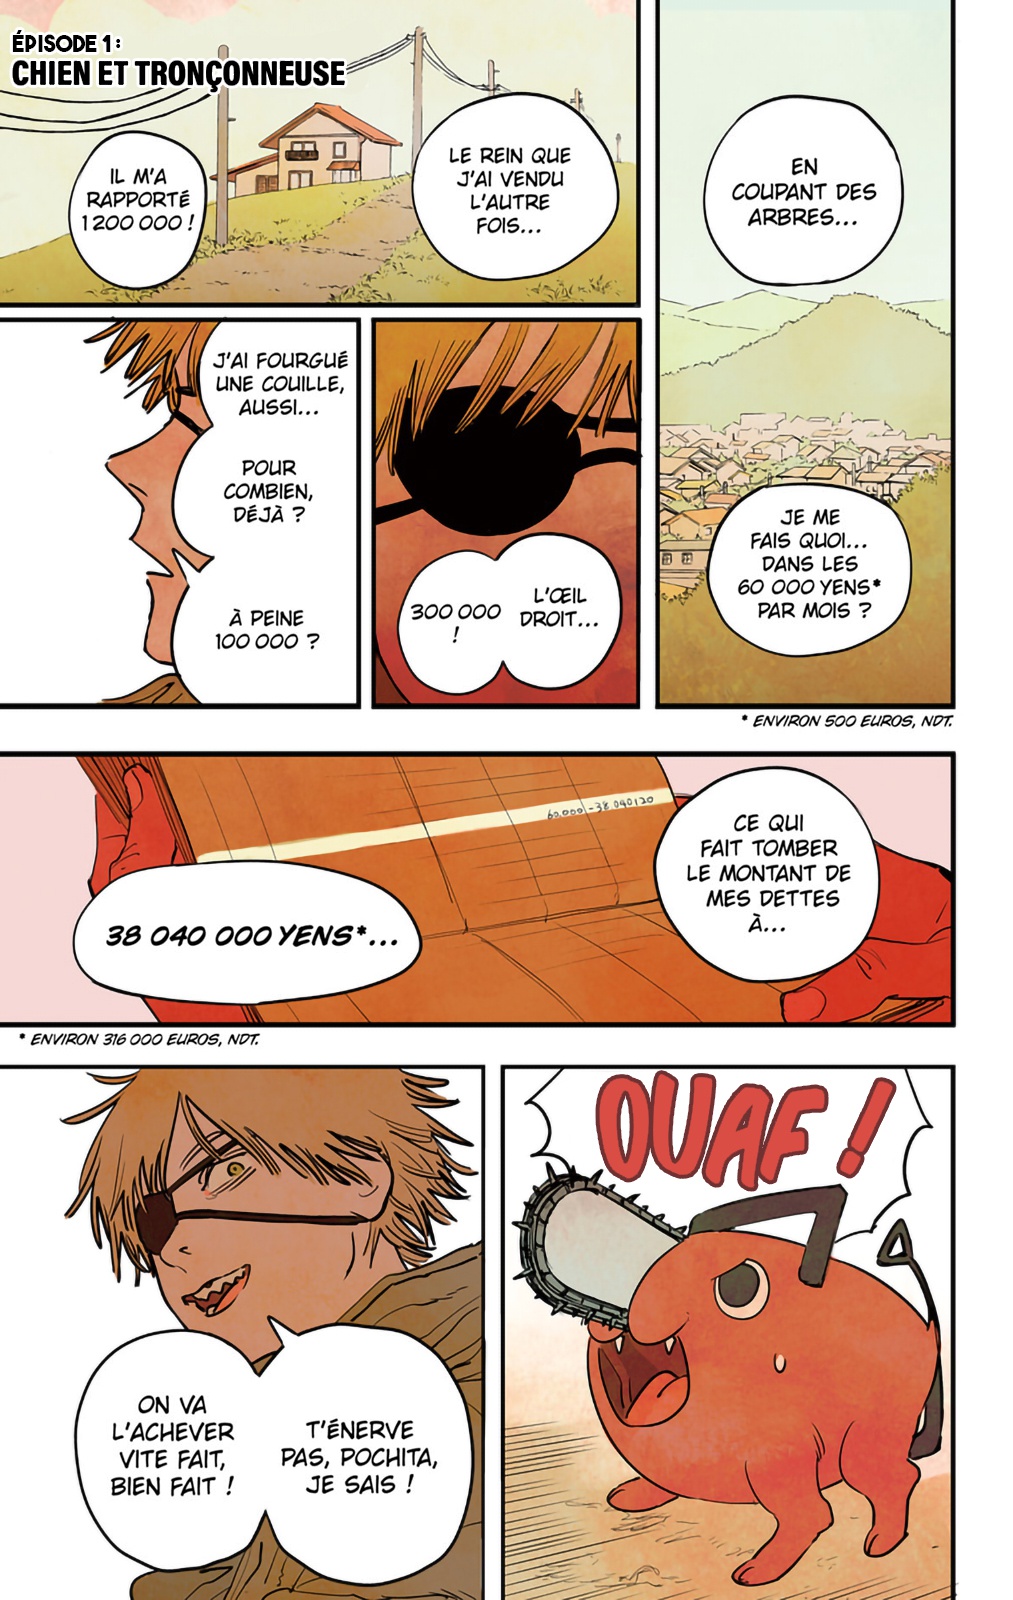 ÉPISODE 1 :
CHIEN ET TRONÇONNEUSE
EN
COUPANT DES
ARBRES...
JE ME
FAIS QUOI...
DANS LES
60 000 YENS*
PAR MOIS ?
* ENVIRON 500 EUROS, NDT.
LE REIN QUE
J'AI VENDU
L'AUTRE
FOIS...
IL M'A
RAPPORTÉ
1 200 000 !
L'ŒIL
DROIT...
300 000
!
J'AI FOURGUÉ
UNE COUILLE,
AUSSI...
POUR
COMBIEN,
DÉJÀ ?
À PEINE
100 000 ?
CE QUI
FAIT TOMBER
LE MONTANT DE
MES DETTES
À...
60,000 -38 040120
38 040 000 YENS*...
* ENVIRON 316 000 EUROS, NDT.
OUAF !
T'ÉNERVE
PAS, POCHITA,
JE SAIS !
ON VA
L'ACHEVER
VITE FAIT,
BIEN FAIT !